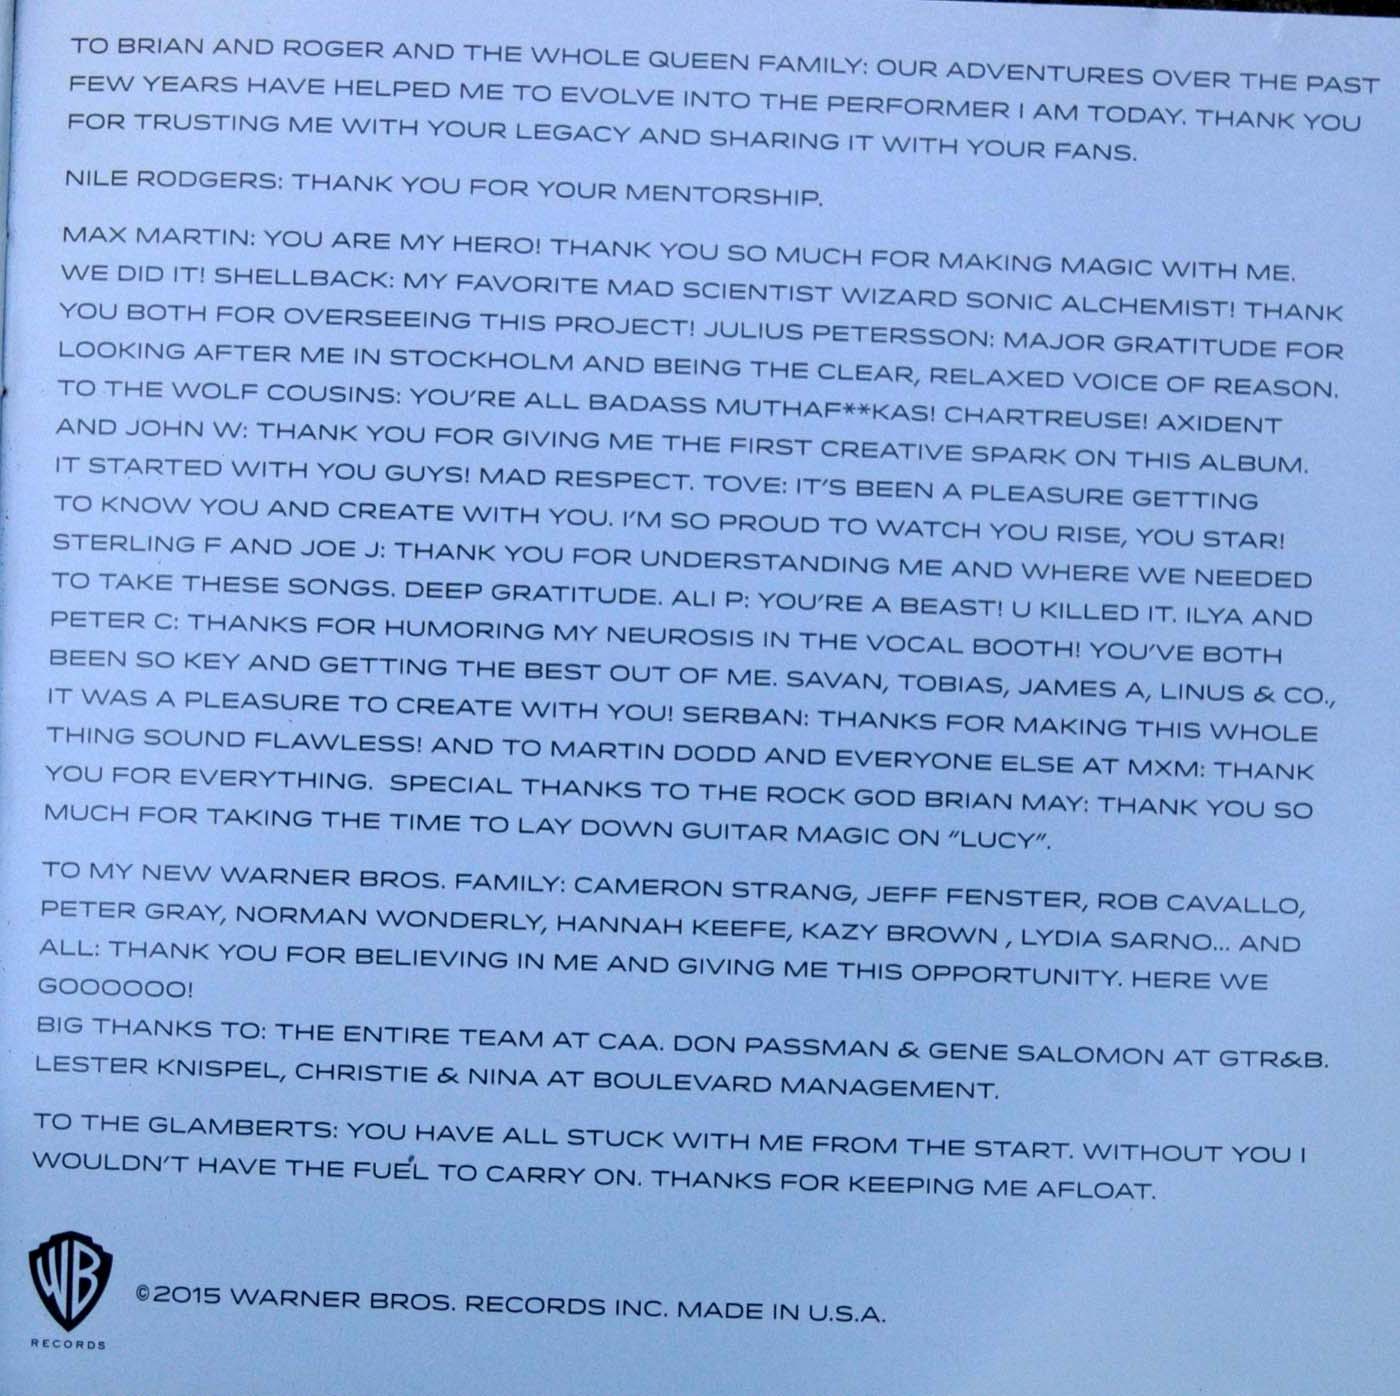 TO BRIAN AND ROGER AND THE WHOLE QUEEN FAMILY: OUR ADVENTURES OVER THE PAST
FEW YEARS HAVE HELPED ME TO EVOLVE INTO THE PERFORMER I AM TODAY. THANK YOU
FOR TRUSTING ME WITH YOUR LEGACY AND SHARING IT WITH YOUR FANS.
NILE RODGERS: THANK YOU FOR YOUR MENTORSHIP.
MAX MARTIN: YOU ARE MY HERO! THANK YOU SO MUCH FOR MAKING MAGIC WITH ME.
WE DID IT! SHELLBACK: MY FAVORITE MAD SCIENTIST WIZARD SONIC ALCHEMIST! THANK
YOU BOTH FOR OVERSEEING THIS PROJECT! JULIUS PETERSSON: MAJOR GRATITUDE FOR
LOOKING AFTER ME IN STOCKHOLM AND BEING THE CLEAR, RELAXED VOICE OF REASON.
TO THE WOLF COUSINS: YOU'RE ALL BADASS MUTHAF**KAS! CHARTREUSE! AXIDENT
AND JOHN W: THANK YOU FOR GIVING ME THE FIRST CREATIVE SPARK ON THIS ALBUM.
IT STARTED WITH YOU GUYS! MAD RESPECT. TOVE: IT'S BEEN A PLEASURE GETTING
TO KNOW YOU AND CREATE WITH YOU. I'M SO PROUD TO WATCH YOU RISE, YOU STAR!
STERLING F AND JOE J: THANK YOU FOR UNDERSTANDING ME AND WHERE WE NEEDED
TO TAKE THESE SONGS. DEEP GRATITUDE. ALI P: YOU'RE A BEAST! U KILLED IT. ILYA AND
PETER C: THANKS FOR HUMORING MY NEUROSIS IN THE VOCAL BOOTH! YOU'VE BOTH
BEEN SO KEY AND GETTING THE BEST OUT OF ME. SAVAN, TOBIAS, JAMES A, LINUS & CO.,
IT WAS A PLEASURE TO CREATE WITH YOU! SERBAN: THANKS FOR MAKING THIS WHOLE
THING SOUND FLAWLESS! AND TO MARTIN DODD AND EVERYONE ELSE AT MXM: THANK
YOU FOR EVERYTHING. SPECIAL THANKS TO THE ROCK GOD BRIAN MAY: THANK YOU SO
MUCH FOR TAKING THE TIME TO LAY DOWN GUITAR MAGIC ON "LUCY".
TO MY NEW WARNER BROS. FAMILY: CAMERON STRANG, JEFF FENSTER, ROB CAVALLO,
PETER GRAY, NORMAN WONDERLY, HANNAH KEEFE, KAZY BROWN , LYDIA SARNO... AND
ALL: THANK YOU FOR BELIEVING IN ME AND GIVING ME THIS OPPORTUNITY. HERE WE
GOOOOOO!
BIG THANKS TO: THE ENTIRE TEAM AT CAA. DON PASSMAN & GENE SALOMON AT GTR&B.
LESTER KNISPEL, CHRISTIE & NINA AT BOULEVARD MANAGEMENT.
TO THE GLAMBERTS: YOU HAVE ALL STUCK WITH ME FROM THE START. WITHOUT YOU I
WOULDN'T HAVE THE FUEL TO CARRY ON. THANKS FOR KEEPING ME AFLOAT.
WB
RECORDS
©2015 WARNER BROS. RECORDS INC. MADE IN U.S.A.